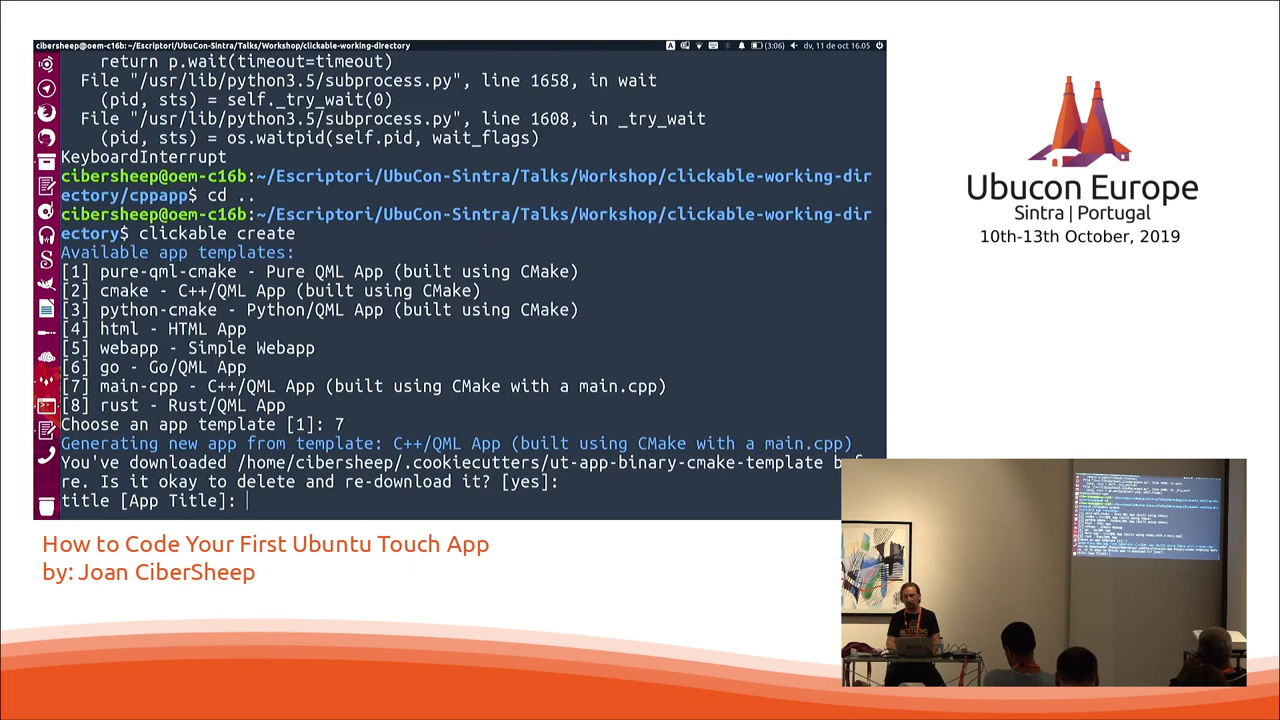 cibersheep@oem-c16b: ~/Escriptori/UbuCon-Sintra/Talks/Workshop/clickable-working-directory
A (3:06) dv, 11 de oct 16.05
return p.wait(timeout=timeout)
File "/usr/lib/python3.5/subprocess.py", line 1658, in wait
(pid, sts) = self._try_wait(0)
File "/usr/lib/python3.5/subprocess.py", line 1608, in _try_wait
(pid, sts) = os.waitpid(self.pid, wait_flags)
KeyboardInterrupt
cibersheep@oem-c16b:~/Escriptori/UbuCon-Sintra/Talks/Workshop/clickable-working-dir
ectory/cppapp$ cd ..
cibersheep@oem-c16b:~/Escriptori/UbuCon-Sintra/Talks/Workshop/clickable-working-dir
ectory$ clickable create
Available app templates:
[1] pure-qml-cmake - Pure QML App (built using CMake)
[2] cmake - C++/QML App (built using CMake)
[3] python-cmake - Python/QML App (built using CMake)
[4] html - HTML App
[5] webapp - Simple Webapp
[6] go - Go/QML App
[7] main-cpp - C++/QML App (built using CMake with a main.cpp)
[8] rust - Rust/QML App
Choose an app template [1]: 7
Generating new app from template: C++/QML App (built using CMake with a main.cpp)
You've downloaded /home/cibersheep/.cookiecutters/ut-app-binary-cmake-template
re. Is it okay to delete and re-download it? [yes]:
title [App Title]:
Ubucon Europe
Sintra | Portugal
10th-13th October, 2019
How to Code Your First Ubuntu Touch App
by: Joan CiberSheep